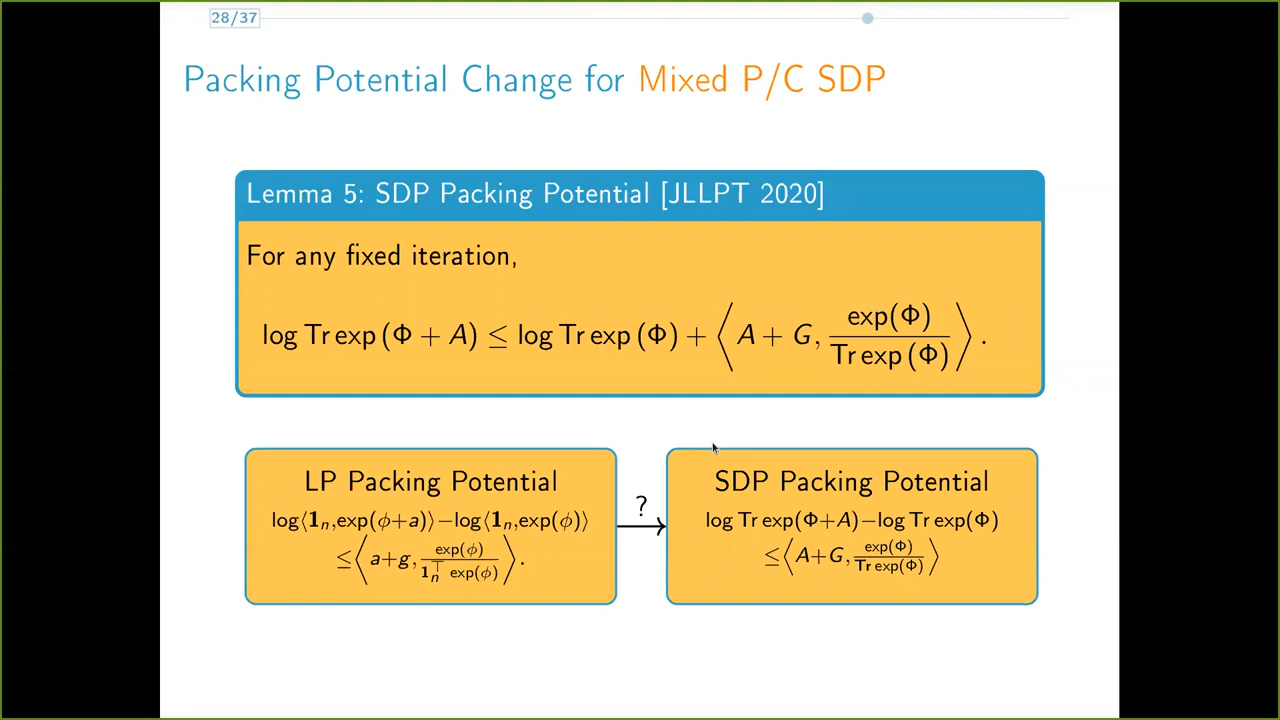 28/37
Packing Potential Change for Mixed P/C SDP
Lemma 5: SDP Packing Potential [JLLPT 2020]
For any fixed iteration,
log Tr exp (Φ + A) ≤ log Tr exp (Φ) + ⟨A + G, exp(Φ) / Tr exp (Φ)⟩.
LP Packing Potential
log⟨𝟏ₙ,exp(ϕ+a)⟩−log⟨𝟏ₙ,exp(ϕ)⟩
≤⟨a+g, exp(ϕ) / 𝟏ₙ⊤ exp(ϕ)⟩.
?
SDP Packing Potential
log Tr exp(Φ+A)−log Tr exp(Φ)
≤⟨A+G, exp(Φ) / Tr exp(Φ)⟩